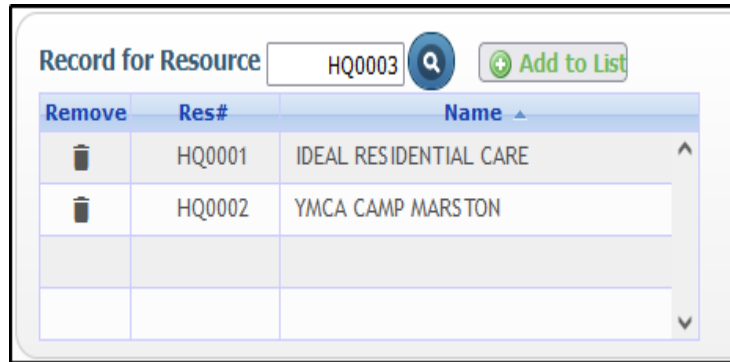 Record for Resource HQ0003 Add to List
Remove Res# Name
HQ0001 IDEAL RESIDENTIAL CARE
HQ0002 YMCA CAMP MARSTON